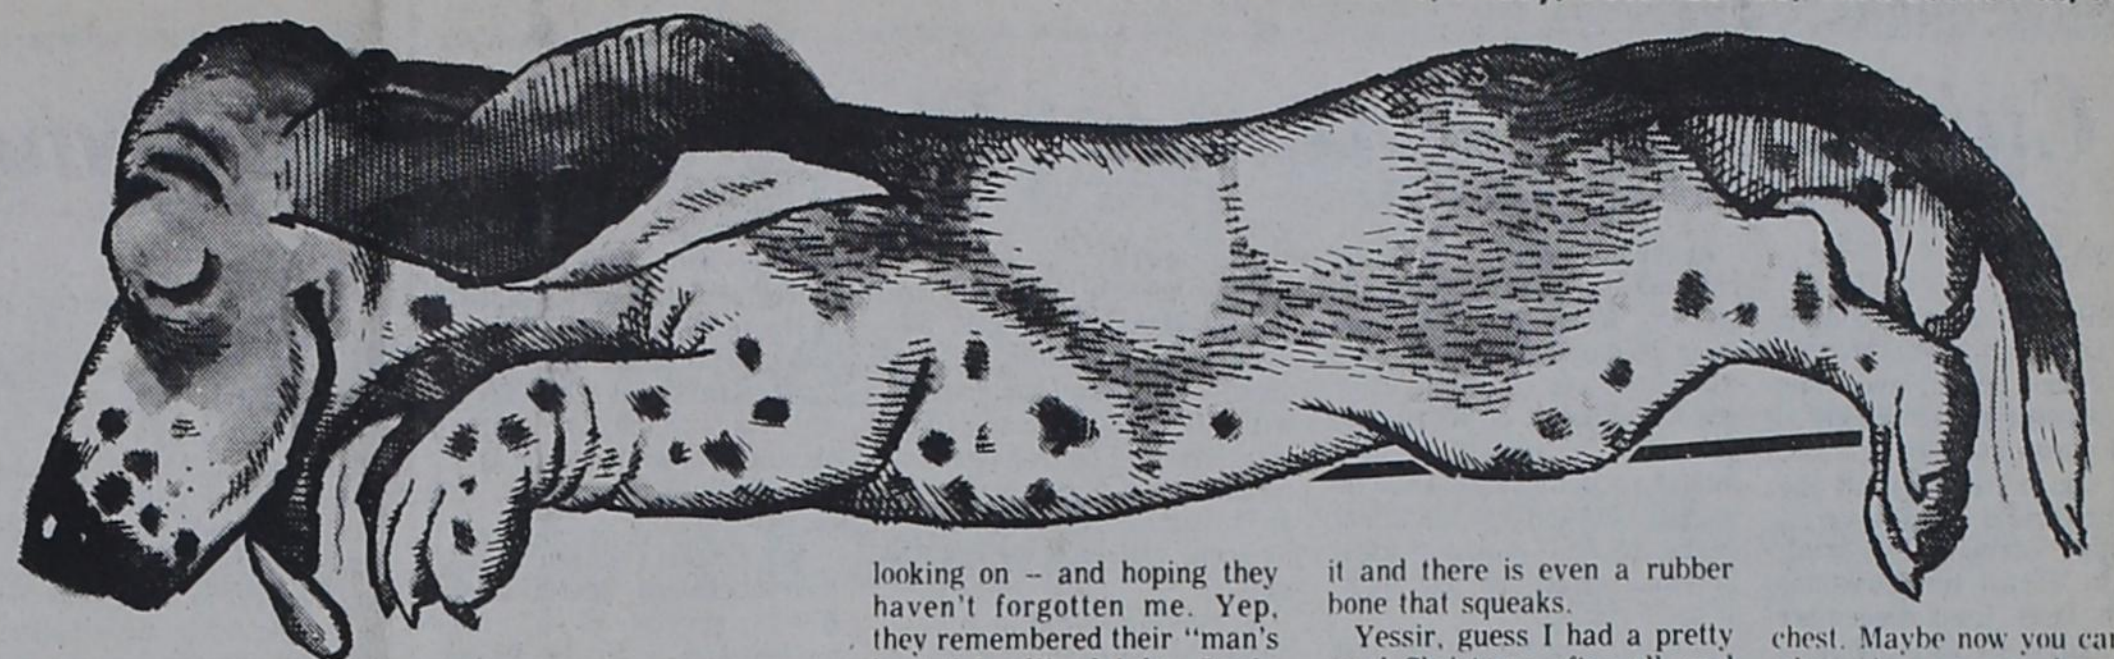 looking on -- and hoping they
haven't forgotten me. Yep,
they remembered their "man's
it and there is even a rubber
bone that squeaks.
Yessir, guess I had a pretty
chest. Maybe now you can